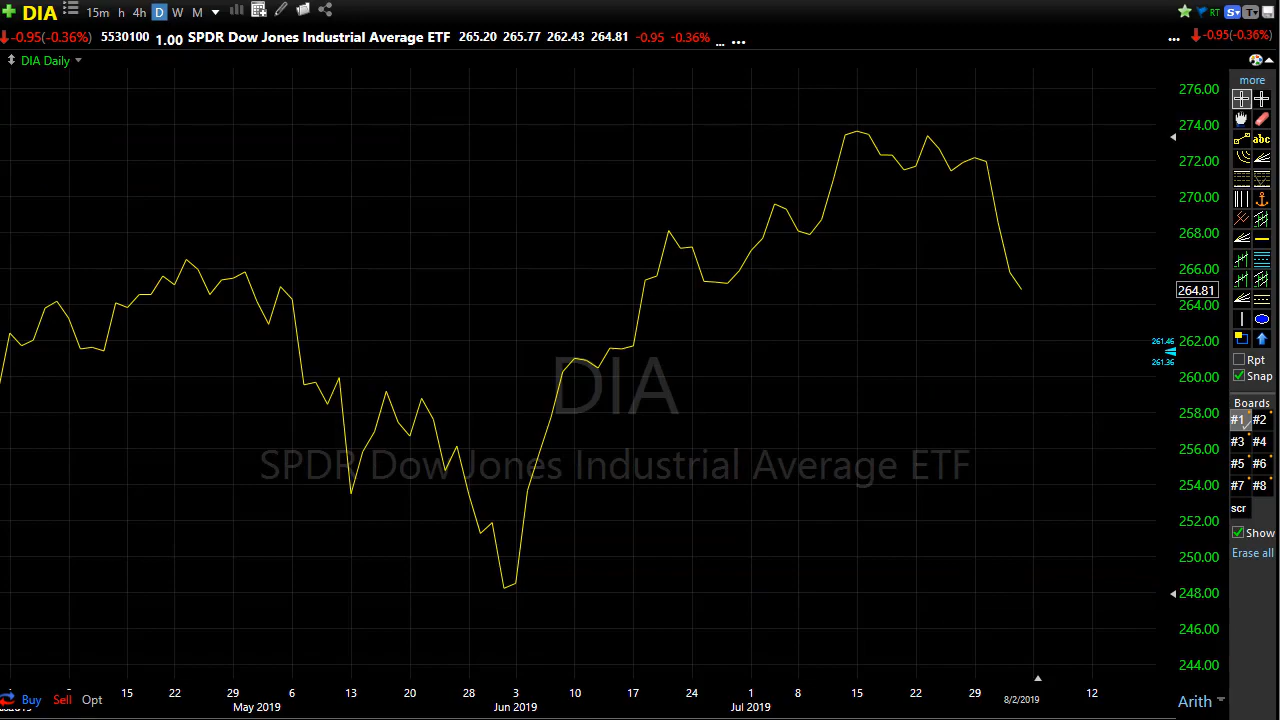 DIA 15m h 4h D W M RT S T
-0.95(-0.36%) 5530100 1.00 SPDR Dow Jones Industrial Average ETF 265.20 265.77 262.43 264.81 -0.95 -0.36% ... ... ... -0.95(-0.36%)
DIA Daily
more
276.00
274.00
abc
272.00
270.00
268.00
266.00
264.81
264.00
262.00
261.46
261.36
Rpt
260.00
Snap
DIA
Boards
258.00
#1 #2
256.00
#3 #4
SPDR Dow Jones Industrial Average ETF
#5 #6
254.00
#7 #8
252.00
scr
250.00
Show
Erase all
248.00
246.00
244.00
15 22 29 6 13 20 28 3 10 17 24 1 8 15 22 29 12
Buy Sell Opt May 2019 Jun 2019 Jul 2019 8/2/2019 Arith